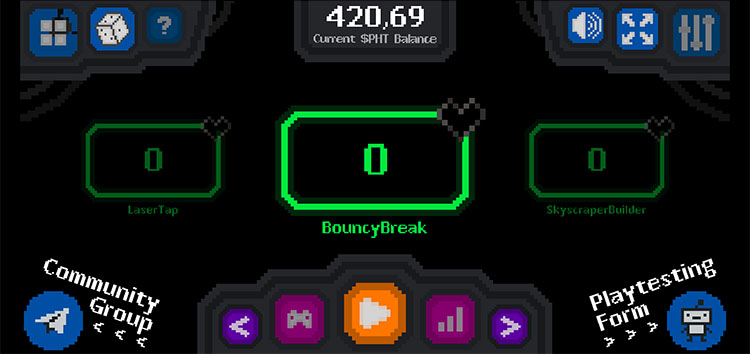 420,69
Current $PHT Balance
?
0
0
0
LaserTap
BouncyBreak
SkyscraperBuilder
Community
Group
< < <
Playtesting
Form
> > >
< >